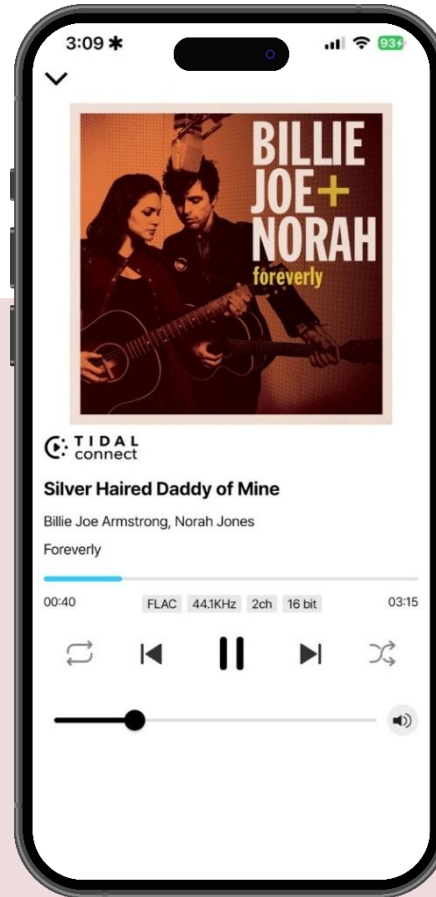 3:09 ✱
93
BILLIE
JOE+
NORAH
foreverly
TIDAL
connect
Silver Haired Daddy of Mine
Billie Joe Armstrong, Norah Jones
Foreverly
00:40 FLAC 44.1KHz 2ch 16 bit 03:15